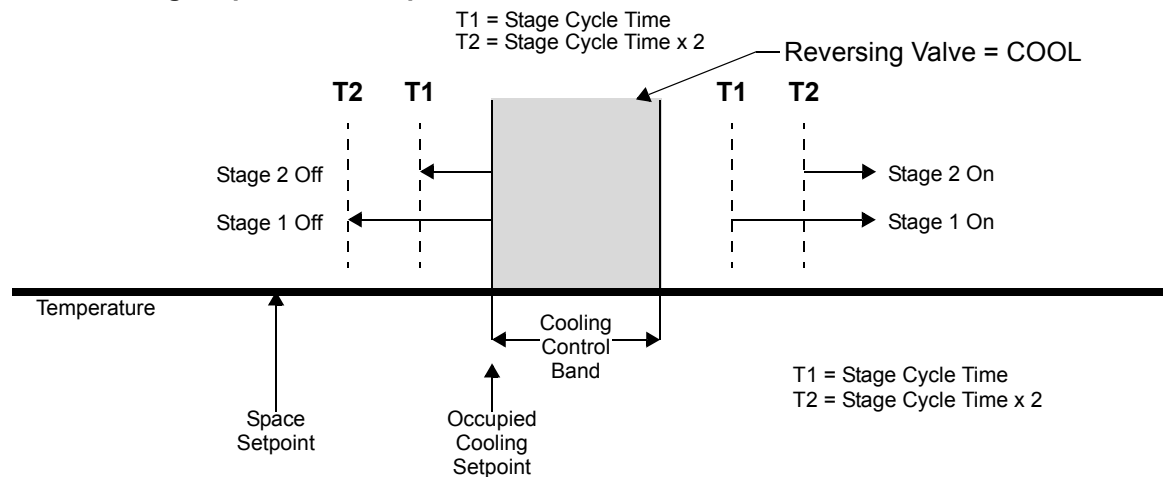 T1 = Stage Cycle Time
T2 = Stage Cycle Time x 2
Reversing Valve = COOL
T2 T1 T1 T2
Stage 2 Off
Stage 2 On
Stage 1 Off
Stage 1 On
Temperature
Cooling
Control
Band
T1 = Stage Cycle Time
T2 = Stage Cycle Time x 2
Space
Setpoint
Occupied
Cooling
Setpoint